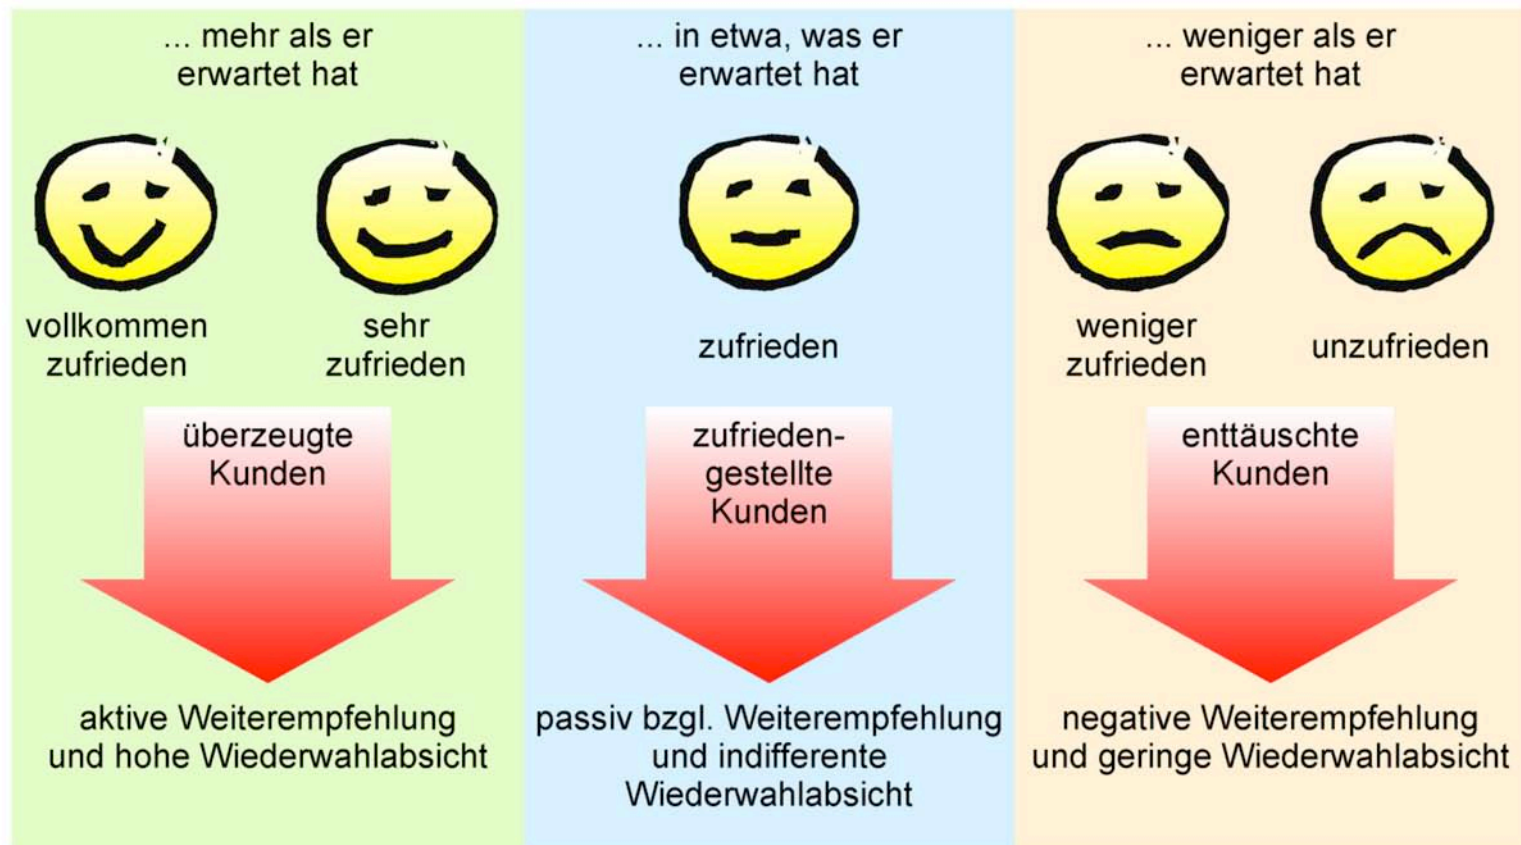 ... mehr als er
erwartet hat
vollkommen
zufrieden
sehr
zufrieden
überzeugte
Kunden
aktive Weiterempfehlung
und hohe Wiederwahlabsicht
... in etwa, was er
erwartet hat
zufrieden
zufrieden-
gestellte
Kunden
passiv bzgl. Weiterempfehlung
und indifferente
Wiederwahlabsicht
... weniger als er
erwartet hat
weniger
zufrieden
unzufrieden
enttäuschte
Kunden
negative Weiterempfehlung
und geringe Wiederwahlabsicht